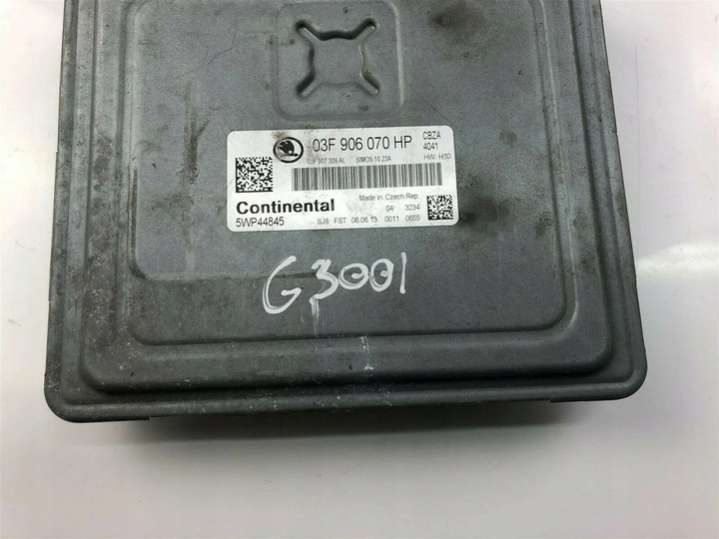 03F 906 070 HP CBZA
4041
03F 907 309 AL SIMOS 10.23A HW: H30
Made in Czech Rep.
Continental 04 3234
5WP44845 SJ8 FST 06.06.13 0011 0655
G3001